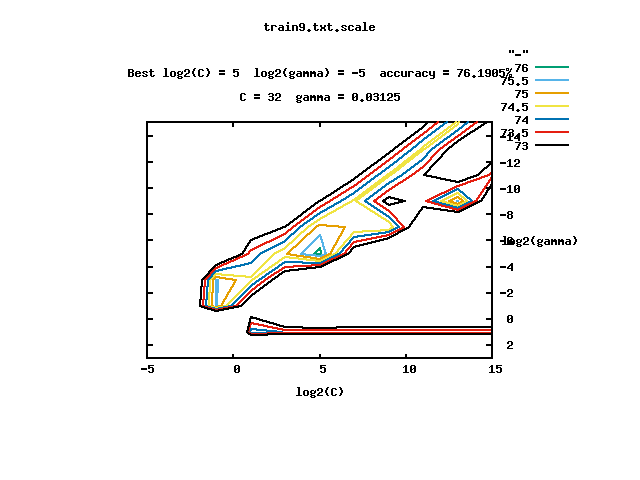 train9.txt.scale
"-"
Best log2(C) = 5  log2(gamma) = -5  accuracy = 76.1905%
C = 32  gamma = 0.03125
76
75.5
75
74.5
74
73.5
73
-14
-12
-10
-8
-6
log2(gamma)
-4
-2
0
2
-5 0 5 10 15
log2(C)